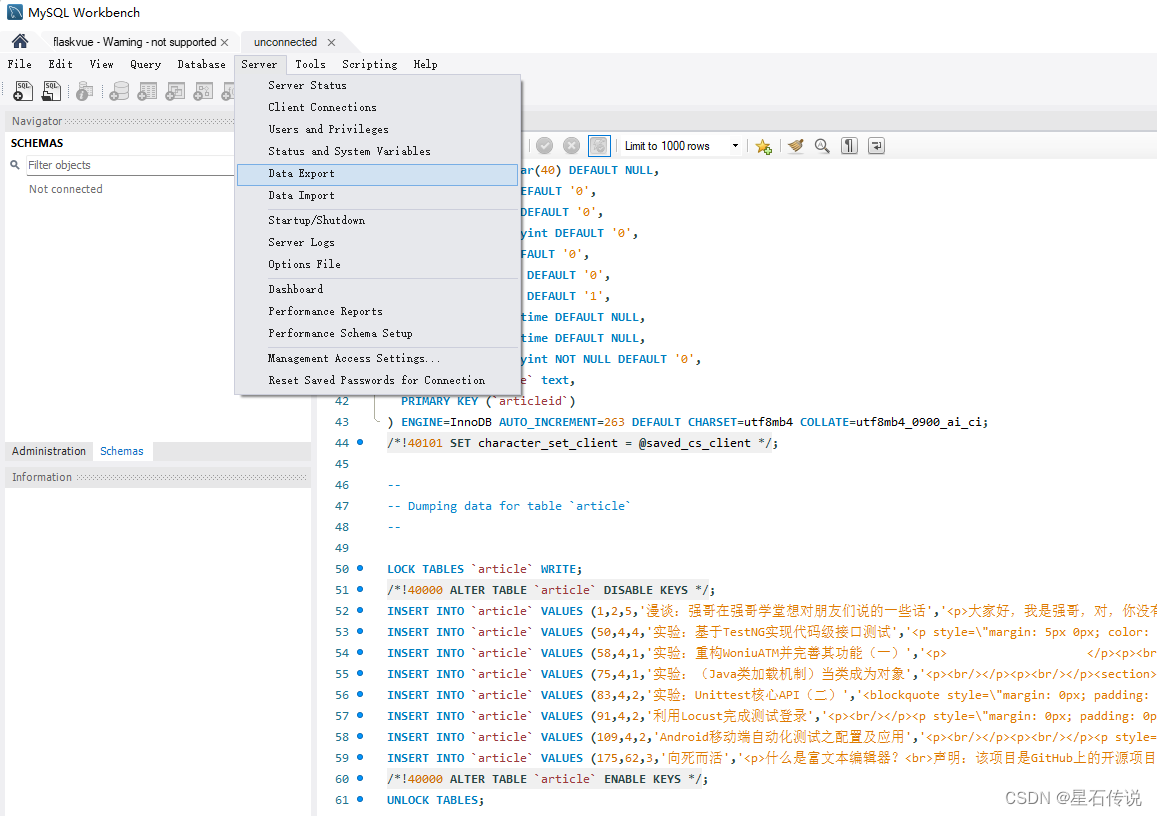 MySQL Workbench
flaskvue - Warning - not supported
unconnected
File Edit View Query Database Server Tools Scripting Help
SQL SQL
Navigator
SCHEMAS
Filter objects
Not connected
Server Status
Client Connections
Users and Privileges
Status and System Variables
Data Export
Data Import
Startup/Shutdown
Server Logs
Options File
Dashboard
Performance Reports
Performance Schema Setup
Management Access Settings...
Reset Saved Passwords for Connection
Administration Schemas
Information
Limit to 1000 rows
ar(40) DEFAULT NULL,
EFAULT '0',
DEFAULT '0',
yint DEFAULT '0',
FAULT '0',
DEFAULT '0',
DEFAULT '1',
time DEFAULT NULL,
time DEFAULT NULL,
yint NOT NULL DEFAULT '0',
e` text,
42 PRIMARY KEY (`articleid`)
43 ) ENGINE=InnoDB AUTO_INCREMENT=263 DEFAULT CHARSET=utf8mb4 COLLATE=utf8mb4_0900_ai_ci;
44 /*!40101 SET character_set_client = @saved_cs_client */;
45
46 --
47 -- Dumping data for table `article`
48 --
49
50 LOCK TABLES `article` WRITE;
51 /*!40000 ALTER TABLE `article` DISABLE KEYS */;
52 INSERT INTO `article` VALUES (1,2,5,'漫谈：强哥在强哥学堂想对朋友们说的一些话','<p>大家好，我是强哥，对，你没有
53 INSERT INTO `article` VALUES (50,4,4,'实验：基于TestNG实现代码级接口测试','<p style=\"margin: 5px 0px; color:
54 INSERT INTO `article` VALUES (58,4,1,'实验：重构WoniuATM并完善其功能（一）','<p> </p><p><br
55 INSERT INTO `article` VALUES (75,4,1,'实验：（Java类加载机制）当类成为对象','<p><br/></p><p><br/></p><section>
56 INSERT INTO `article` VALUES (83,4,2,'实验：Unittest核心API（二）','<blockquote style=\"margin: 0px; padding:
57 INSERT INTO `article` VALUES (91,4,2,'利用Locust完成测试登录','<p><br/></p><p style=\"margin: 0px; padding: 0p
58 INSERT INTO `article` VALUES (109,4,2,'Android移动端自动化测试之配置及应用','<p><br/></p><p><br/></p><p style=
59 INSERT INTO `article` VALUES (175,62,3,'向死而活','<p>什么是富文本编辑器？<br>声明：该项目是GitHub上的开源项目
60 /*!40000 ALTER TABLE `article` ENABLE KEYS */;
61 UNLOCK TABLES;
CSDN @星石传说